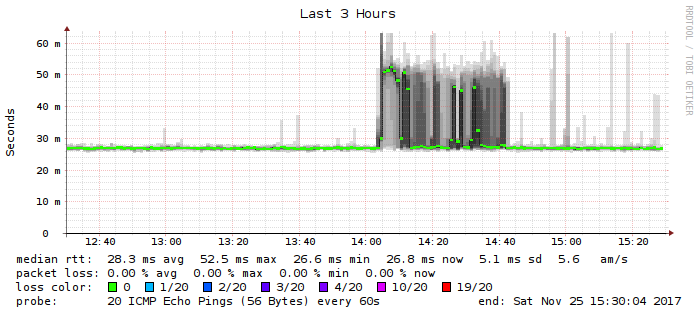 Last 3 Hours
RRDTOOL / TOBI OETIKER
Seconds
60 m
50 m
40 m
30 m
20 m
10 m
0
12:40 13:00 13:20 13:40 14:00 14:20 14:40 15:00 15:20
median rtt: 28.3 ms avg 52.5 ms max 26.6 ms min 26.8 ms now 5.1 ms sd 5.6 am/s
packet loss: 0.00 % avg 0.00 % max 0.00 % min 0.00 % now
loss color: 0 1/20 2/20 3/20 4/20 10/20 19/20
probe: 20 ICMP Echo Pings (56 Bytes) every 60s end: Sat Nov 25 15:30:04 2017